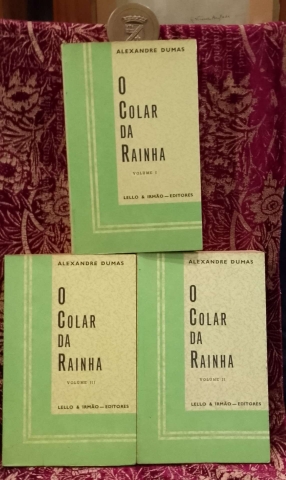 ALEXANDRE DUMAS
O
COLAR
DA
RAINHA
VOLUME I
LELLO & IRMÃO—EDITORES
ALEXANDRE DUMAS
O
COLAR
DA
RAINHA
VOLUME III
LELLO & IRMÃO—EDITORES
ALEXANDRE DUMAS
O
COLAR
DA
RAINHA
VOLUME II
LELLO & IRMÃO—EDITORES